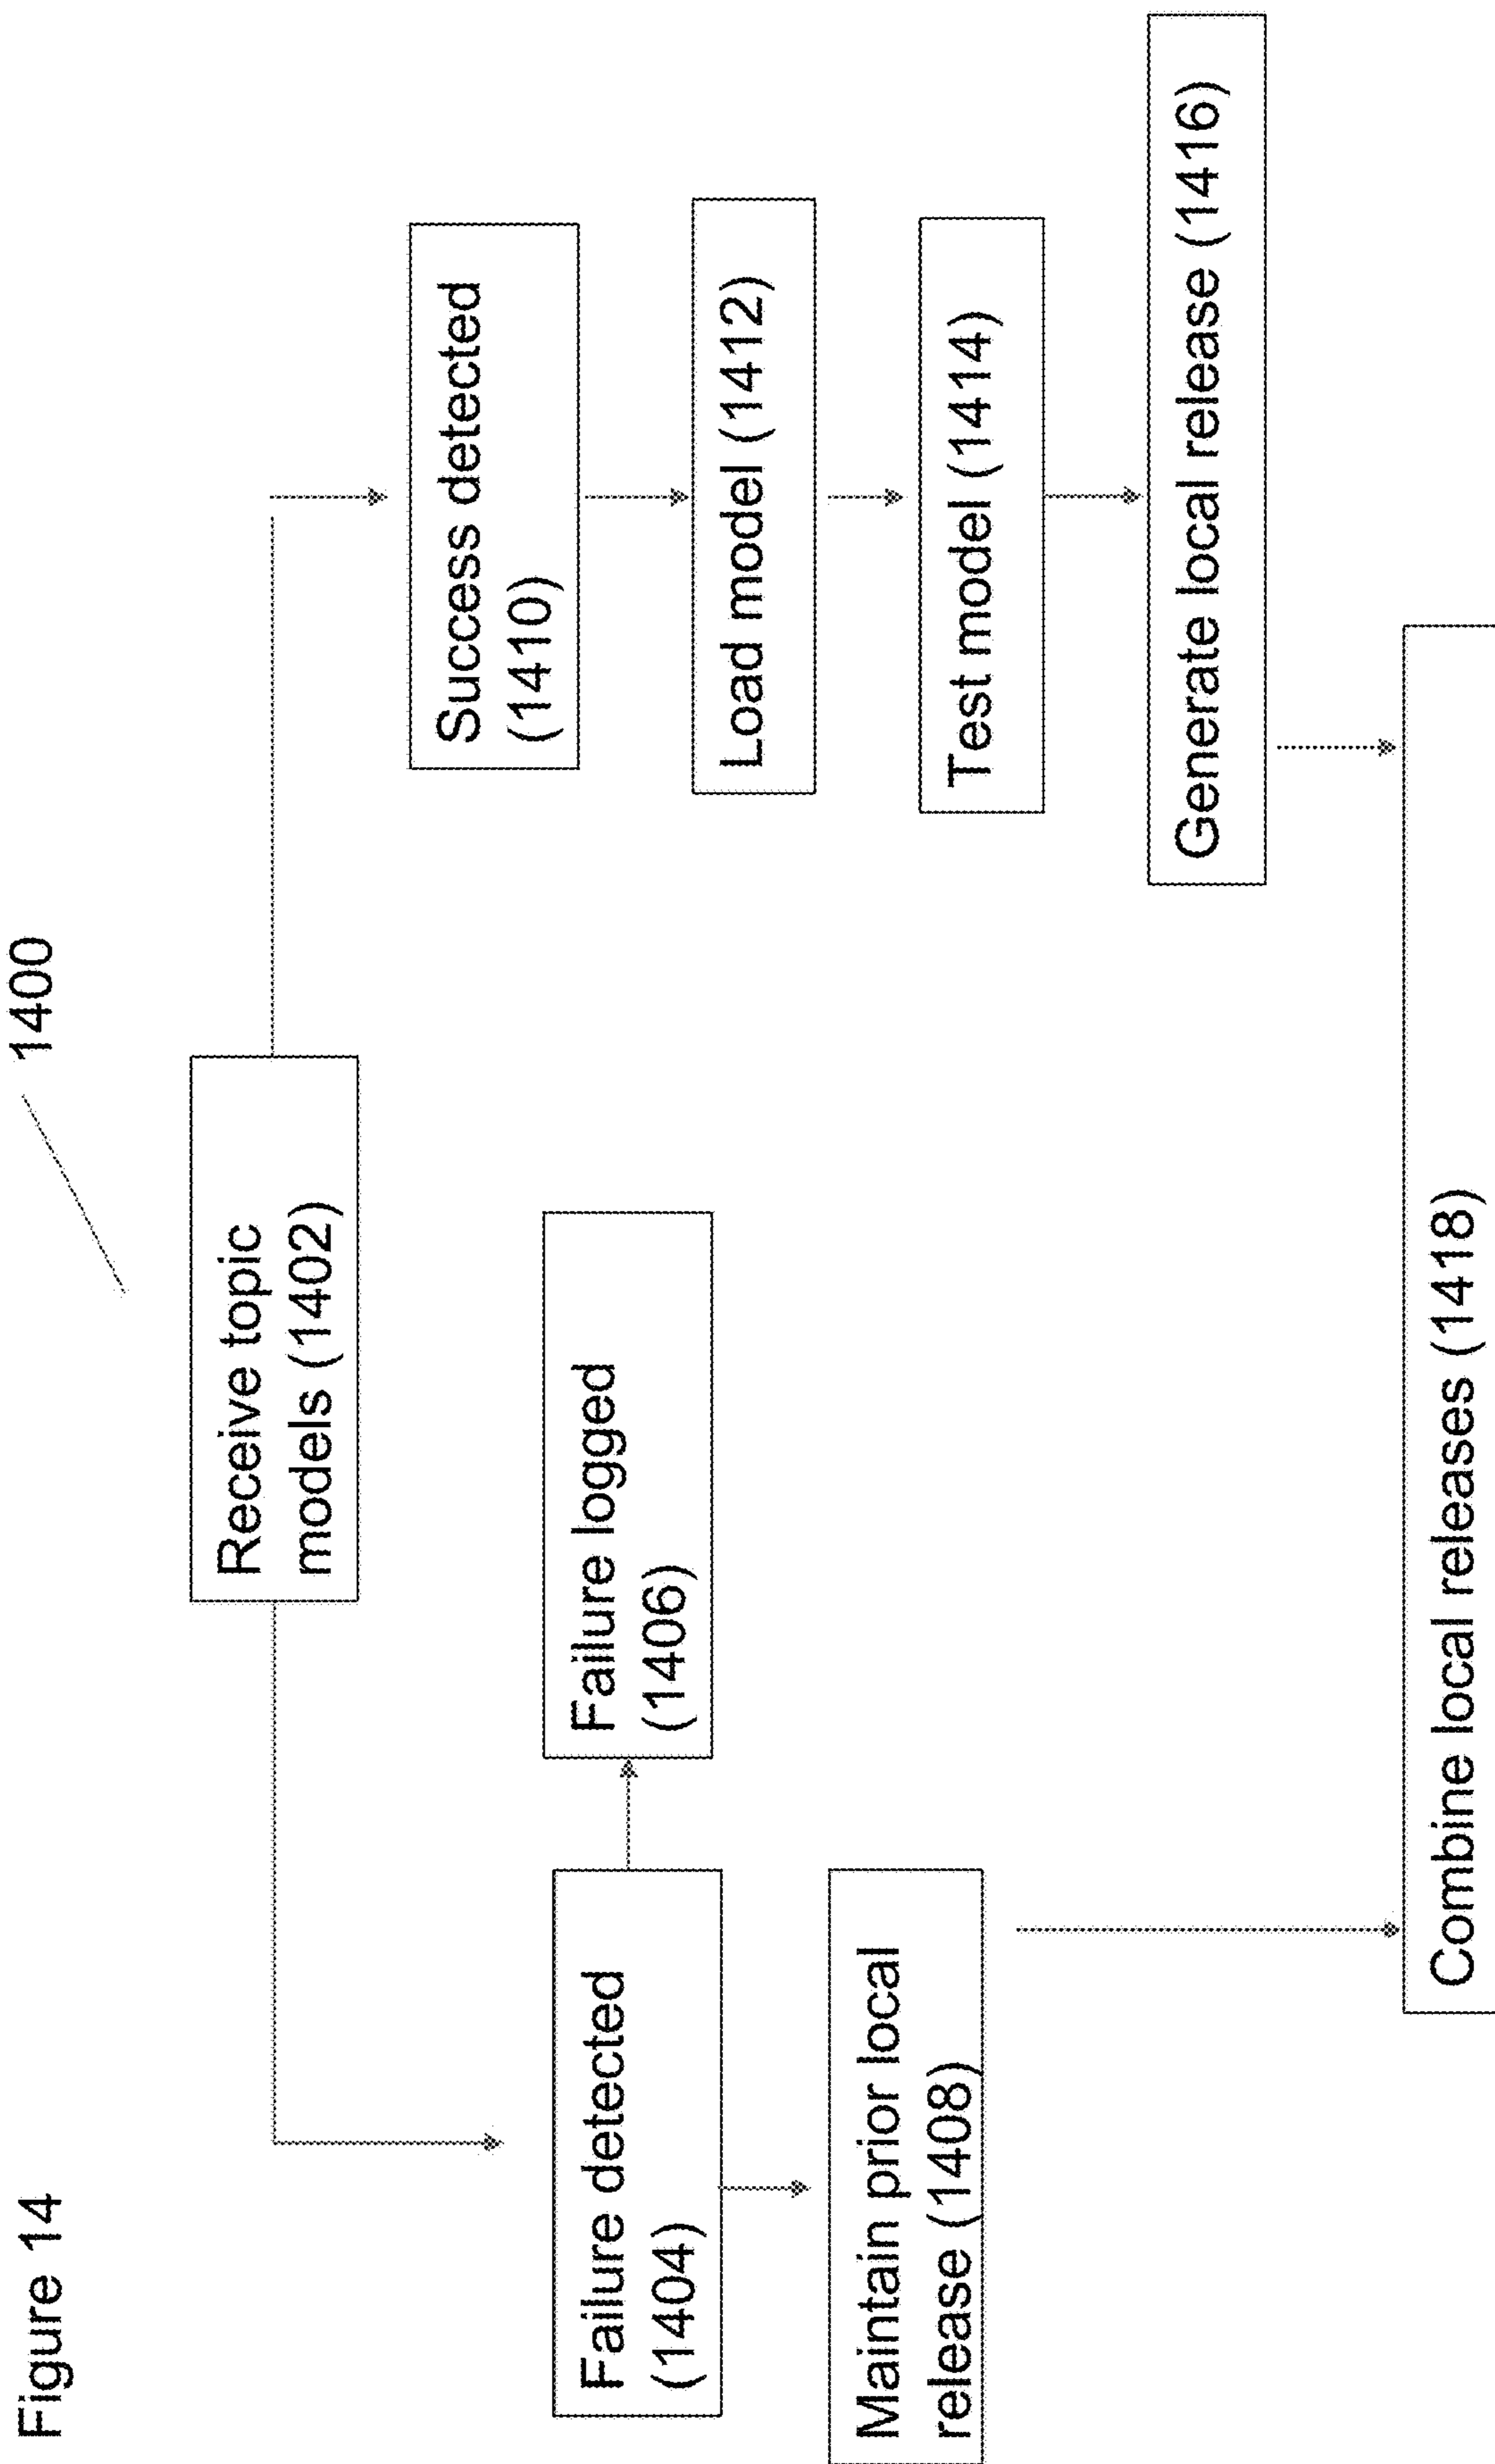 Figure 14
1400
Receive topic
models (1402)
Failure detected
(1404)
Failure logged
(1406)
Maintain prior local
release (1408)
Success detected
(1410)
Load model (1412)
Test model (1414)
Generate local release (1416)
Combine local releases (1418)